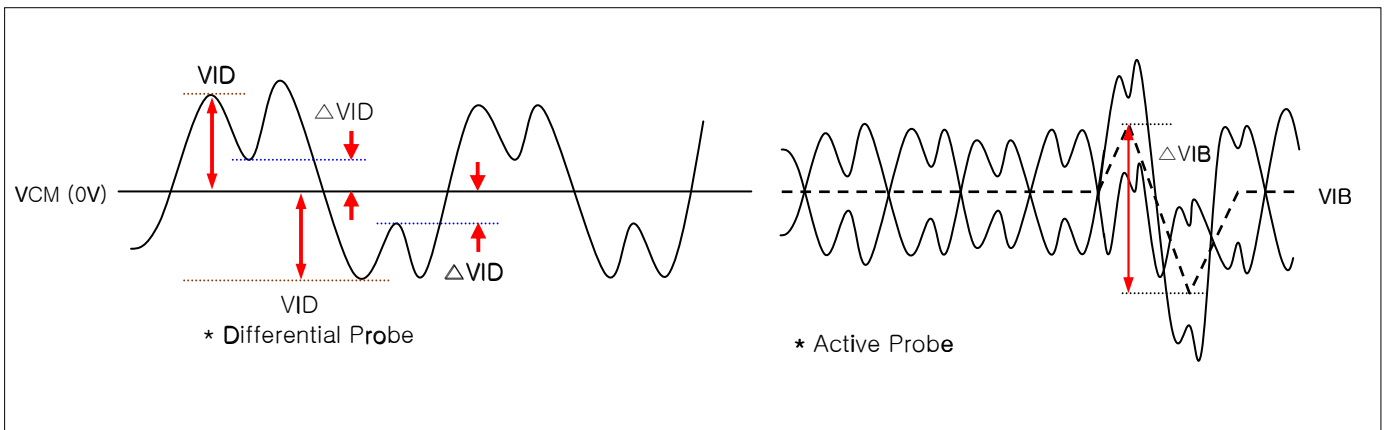 VID
△VID
VCM (0V)
△VID
VID
* Differential Probe
△VIB
VIB
* Active Probe